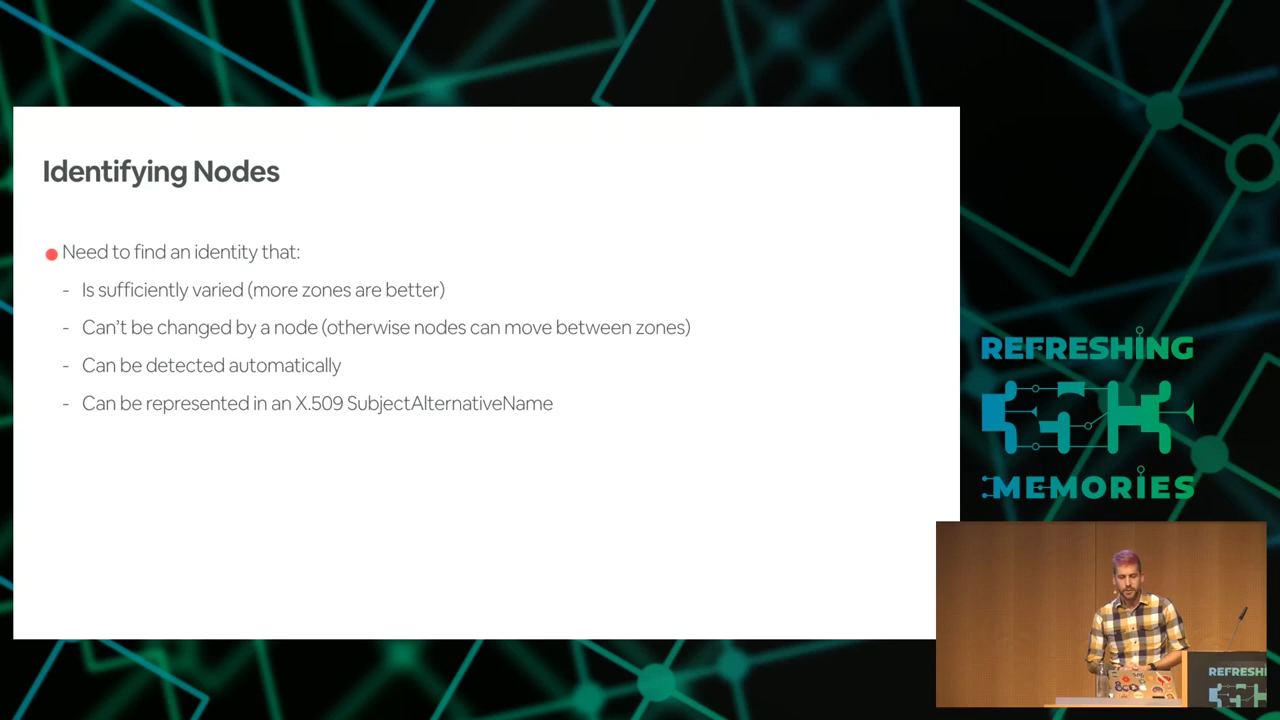 Identifying Nodes
Need to find an identity that:
- Is sufficiently varied (more zones are better)
- Can't be changed by a node (otherwise nodes can move between zones)
- Can be detected automatically
- Can be represented in an X.509 SubjectAlternativeName
REFRESHING
MEMORIES
REFRESHI